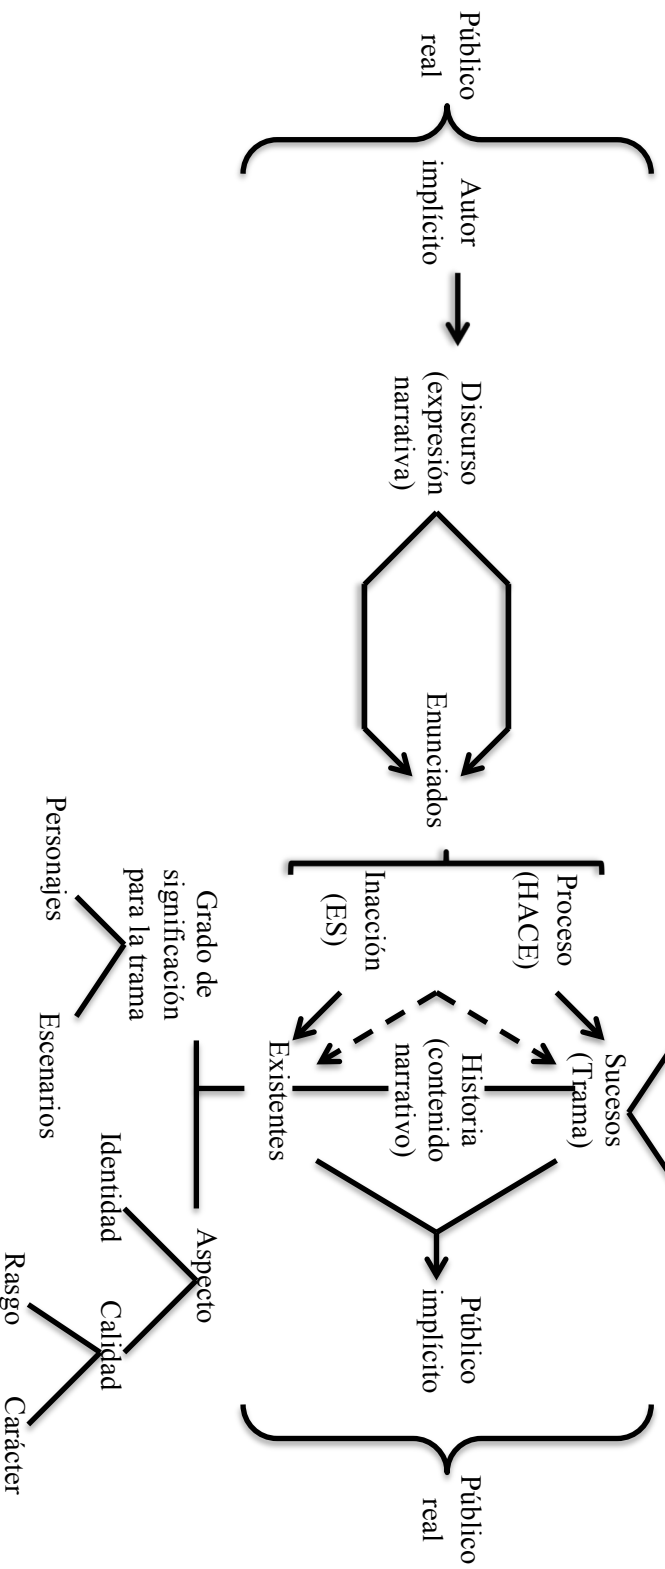 Público
real
Autor
implícito
Discurso
(expresión
narrativa)
Enunciados
Proceso
(HACE)
Inacción
(ES)
Sucesos
(Trama)
Historia
(contenido
narrativo)
Existentes
Público
implícito
Público
real
Grado de
significación
para la trama
Personajes
Escenarios
Aspecto
Identidad
Calidad
Rasgo
Carácter